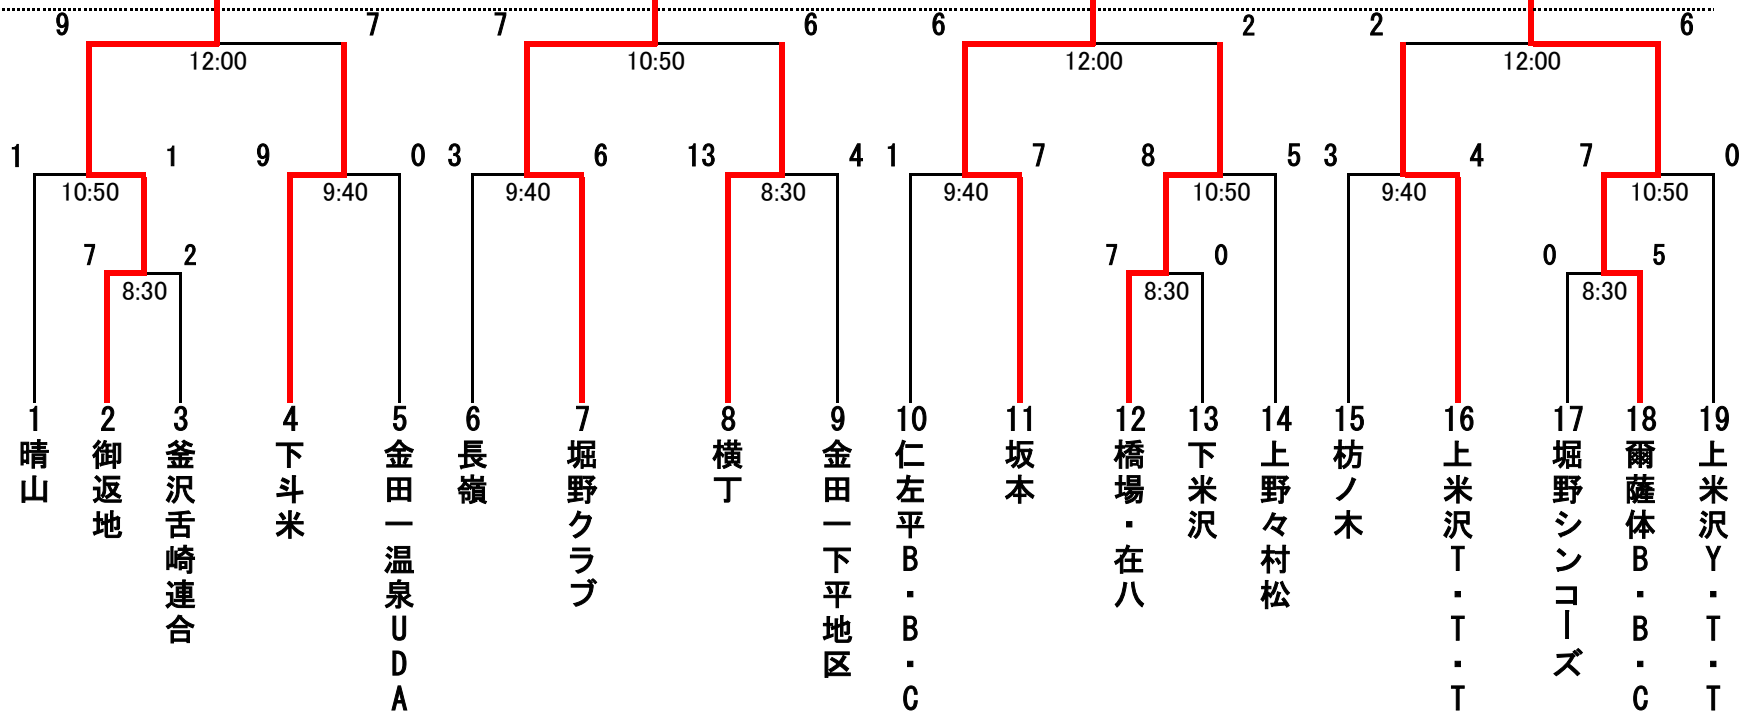 9 7 7 6 6 2 2 6
12:00 10:50 12:00 12:00
1 1 9 0 3 6 13 4 1 7 8 5 3 4 7 0
10:50 9:40 9:40 8:30 9:40 10:50 9:40 10:50
7 2 7 0 0 5
8:30 8:30 8:30
1 2 3 4 5 6 7 8 9 10 11 12 13 14 15 16 17 18 19
晴山
御返地
釜沢舌崎連合
下斗米
金田一温泉UDA
長嶺
堀野クラブ
横丁
金田一下平地区
仁左平B・B・C
坂本
橋場・在八
下米沢
上野々村松
枋ノ木
上米沢T・T・T
堀野シンコーズ
爾薩体B・B・C
上米沢Y・T・T